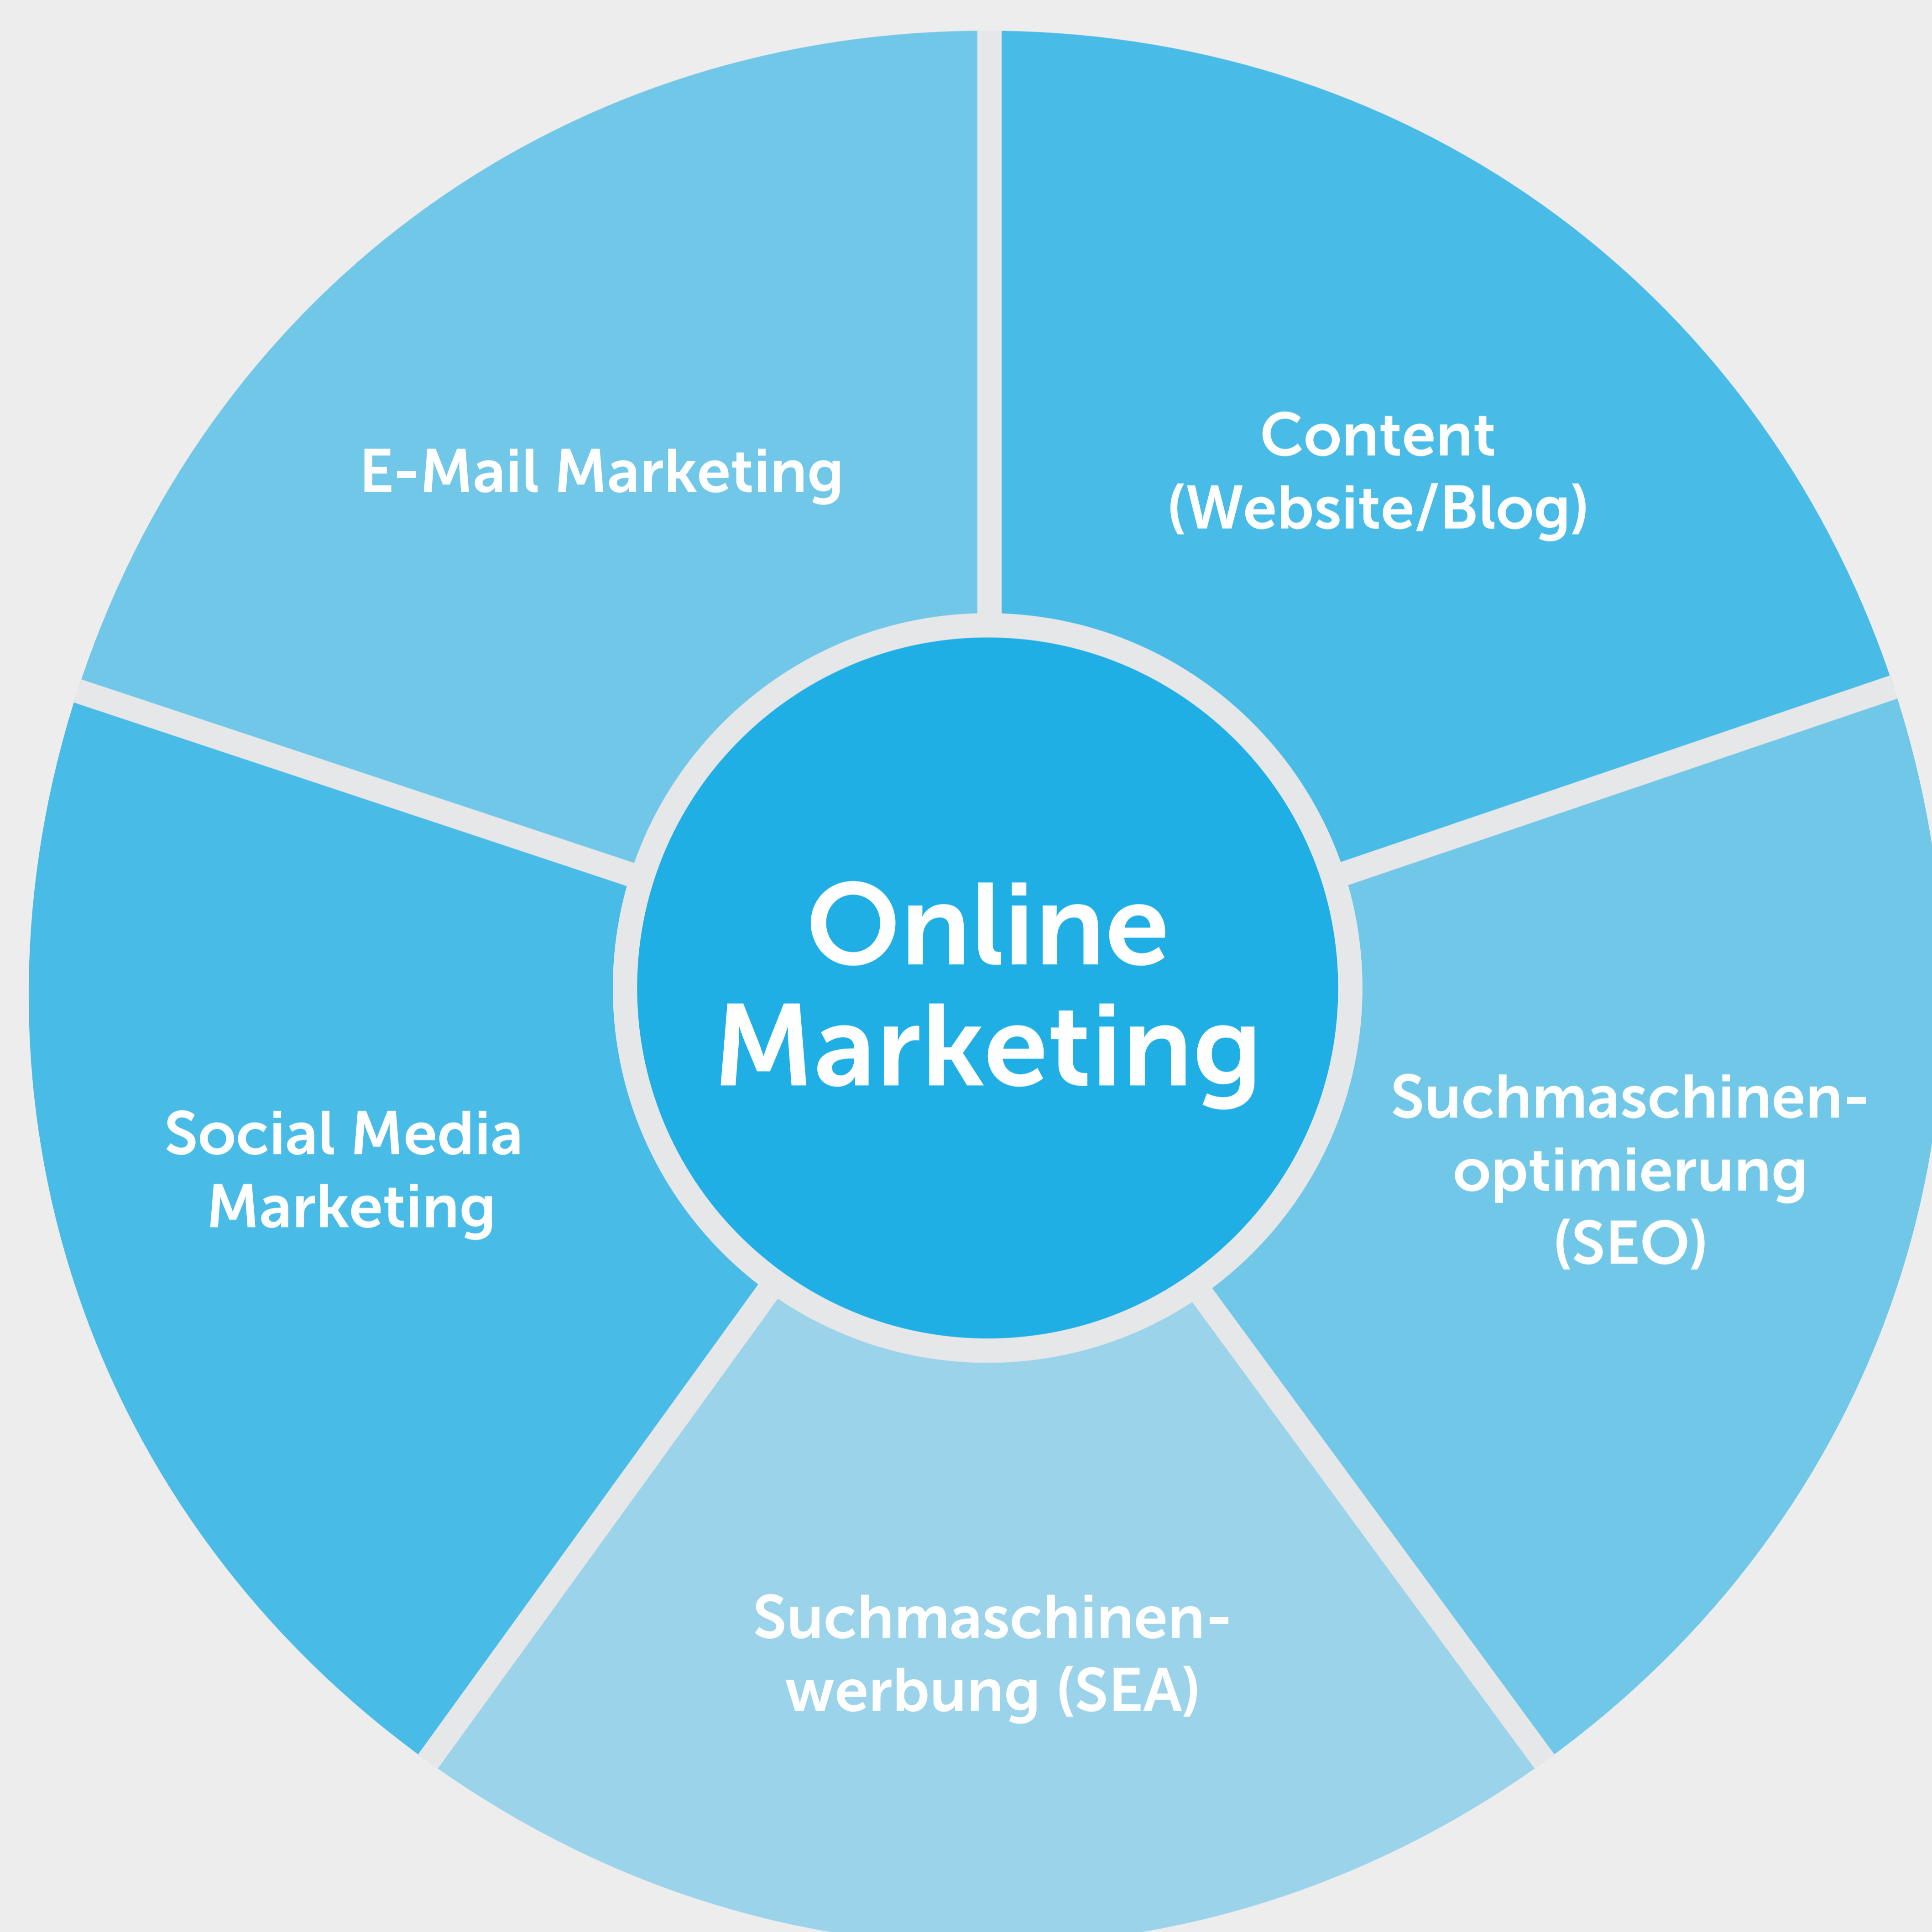 E-Mail Marketing
Content
(Website/Blog)
Online
Marketing
Social Media
Marketing
Suchmaschinen-
optimierung
(SEO)
Suchmaschinen-
werbung (SEA)